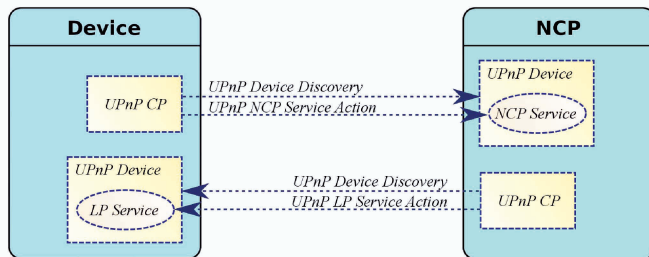 Device
NCP
UPnP CP
UPnP Device Discovery
UPnP NCP Service Action
UPnP Device
NCP Service
UPnP Device
LP Service
UPnP Device Discovery
UPnP LP Service Action
UPnP CP